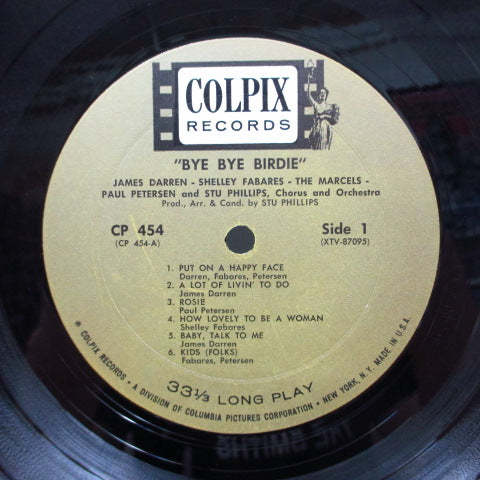 COLPIX
RECORDS
"BYE BYE BIRDIE"
JAMES DARREN - SHELLEY FABARES - THE MARCELS -
PAUL PETERSEN and STU PHILLIPS, Chorus and Orchestra
Prod., Arr. & Cond. by STU PHILLIPS
CP 454
(CP 454-A)
Side 1
(XTV-87095)
1. PUT ON A HAPPY FACE
Darren, Fabares, Petersen
2. A LOT OF LIVIN' TO DO
James Darren
3. ROSIE
Paul Petersen
4. HOW LOVELY TO BE A WOMAN
Shelley Fabares
5. BABY, TALK TO ME
James Darren
6. KIDS (FOLKS)
Fabares, Petersen
33⅓ LONG PLAY
® COLPIX RECORDS • A DIVISION OF COLUMBIA PICTURES CORPORATION • NEW YORK, N.Y. MADE IN U.S.A.